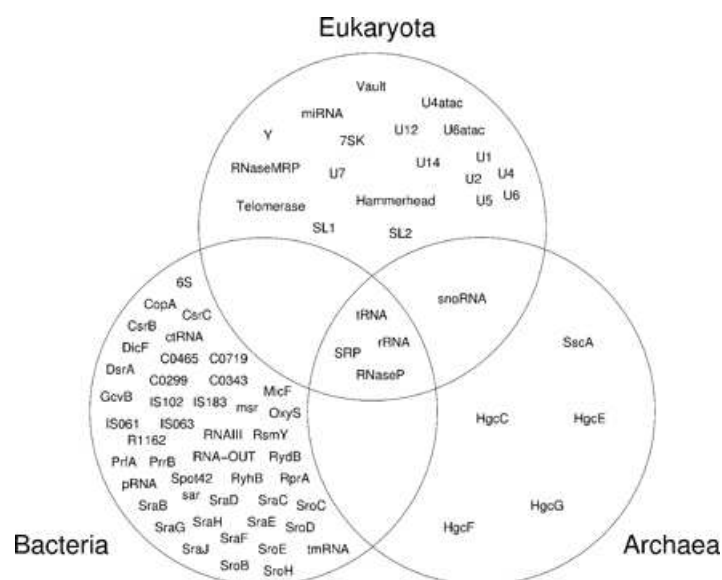 Eukaryota
Vault
U4atac
miRNA
U12 U6atac
Y 7SK
U1
RNaseMRP U7 U14 U2 U4
U5 U6
Telomerase Hammerhead
SL1 SL2
6S
snoRNA
CopA CsrC
tRNA
CsrB ctRNA
SscA
DicF
rRNA
SRP
DsrA C0465 C0719
RNaseP
C0299 C0343
GcvB IS102 IS183 msr MicF
OxyS
HgcC HgcE
IS061 IS063
R1162 RNAIII RsmY
PrfA PrrB RNA-OUT RydB
pRNA Spot42 RyhB RprA
sar
SraB SraD SraC SroC
HgcG
SraG SraH SraE SroD
HgcF
SraF
SraJ SroE tmRNA
SroB SroH
Bacteria
Archaea